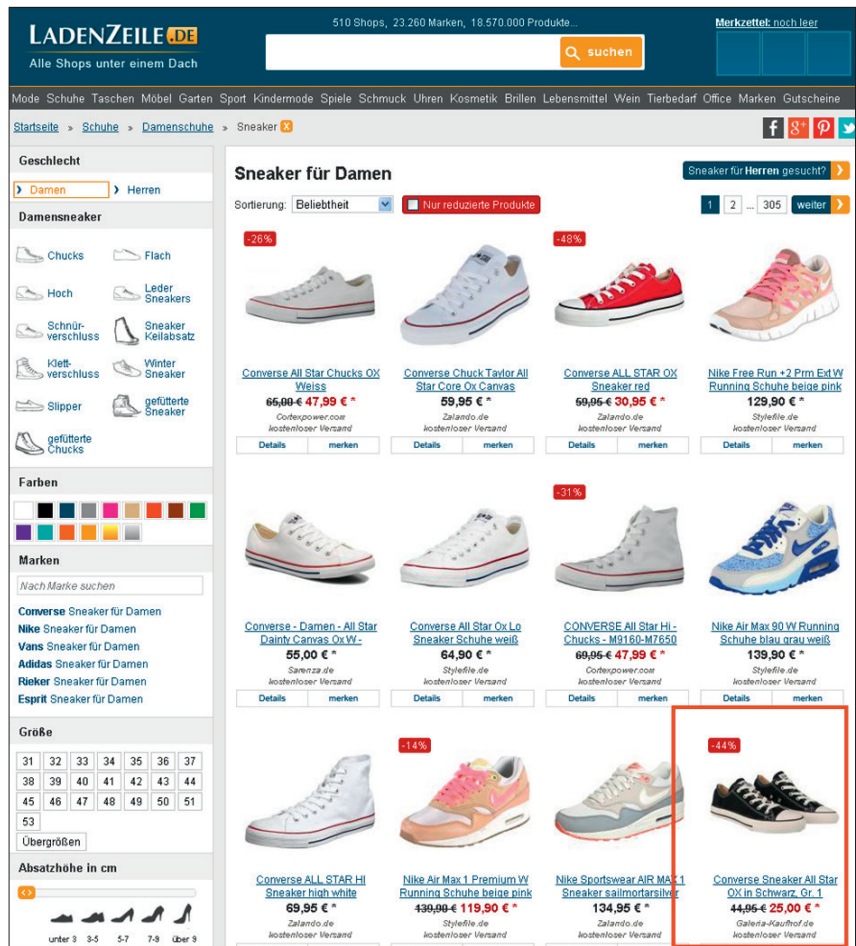 LADENZEILE.DE
Alle Shops unter einem Dach
510 Shops, 23.260 Marken, 18.570.000 Produkte...
suchen
Merkzettel: noch leer
Mode Schuhe Taschen Möbel Garten Sport Kindermode Spiele Schmuck Uhren Kosmetik Brillen Lebensmittel Wein Tierbedarf Office Marken Gutscheine
Startseite » Schuhe » Damenschuhe » Sneaker X
Geschlecht
Damen Herren
Damensneaker
Chucks Flach
Hoch Leder Sneakers
Schnür-verschluss Sneaker Keilabsatz
Klett-verschluss Winter Sneaker
Slipper gefütterte Sneaker
gefütterte Chucks
Farben
Marken
Nach Marke suchen
Converse Sneaker für Damen
Nike Sneaker für Damen
Vans Sneaker für Damen
Adidas Sneaker für Damen
Rieker Sneaker für Damen
Esprit Sneaker für Damen
Größe
31 32 33 34 35 36 37
38 39 40 41 42 43 44
45 46 47 48 49 50 51
53
Übergrößen
Absatzhöhe in cm
unter 3 3-5 5-7 7-9 über 9
Sneaker für Damen
Sneaker für Herren gesucht?
Sortierung: Beliebtheit
Nur reduzierte Produkte
1 2 ... 305 weiter
-26%
Converse All Star Chucks OX
Weiss
65,00 € 47,99 € *
Cortexpower.com
kostenloser Versand
Details merken
Converse Chuck Taylor All
Star Core Ox Canvas
59,95 € *
Zalando.de
kostenloser Versand
Details merken
-48%
Converse ALL STAR OX
Sneaker red
59,95 € 30,95 € *
Zalando.de
kostenloser Versand
Details merken
Nike Free Run +2 Prm Ext W
Running Schuhe beige pink
129,90 € *
Stylefile.de
kostenloser Versand
Details merken
Converse - Damen - All Star
Dainty Canvas Ox W -
55,00 € *
Sarenza.de
kostenloser Versand
Details merken
Converse All Star Ox Lo
Sneaker Schuhe weiß
64,90 € *
Stylefile.de
kostenloser Versand
Details merken
-31%
CONVERSE All Star Hi -
Chucks - M9160-M7650
69,95 € 47,99 € *
Cortexpower.com
kostenloser Versand
Details merken
Nike Air Max 90 W Running
Schuhe blau grau weiß
139,90 € *
Stylefile.de
kostenloser Versand
Details merken
Converse ALL STAR HI
Sneaker high white
69,95 € *
Zalando.de
kostenloser Versand
-14%
Nike Air Max 1 Premium W
Running Schuhe beige pink
139,90 € 119,90 € *
Stylefile.de
kostenloser Versand
Nike Sportswear AIR MAX 1
Sneaker sailmortarsilver
134,95 € *
Zalando.de
kostenloser Versand
-44%
Converse Sneaker All Star
OX in Schwarz, Gr. 1
44,95 € 25,00 € *
Galeria-Kaufhof.de
kostenloser Versand